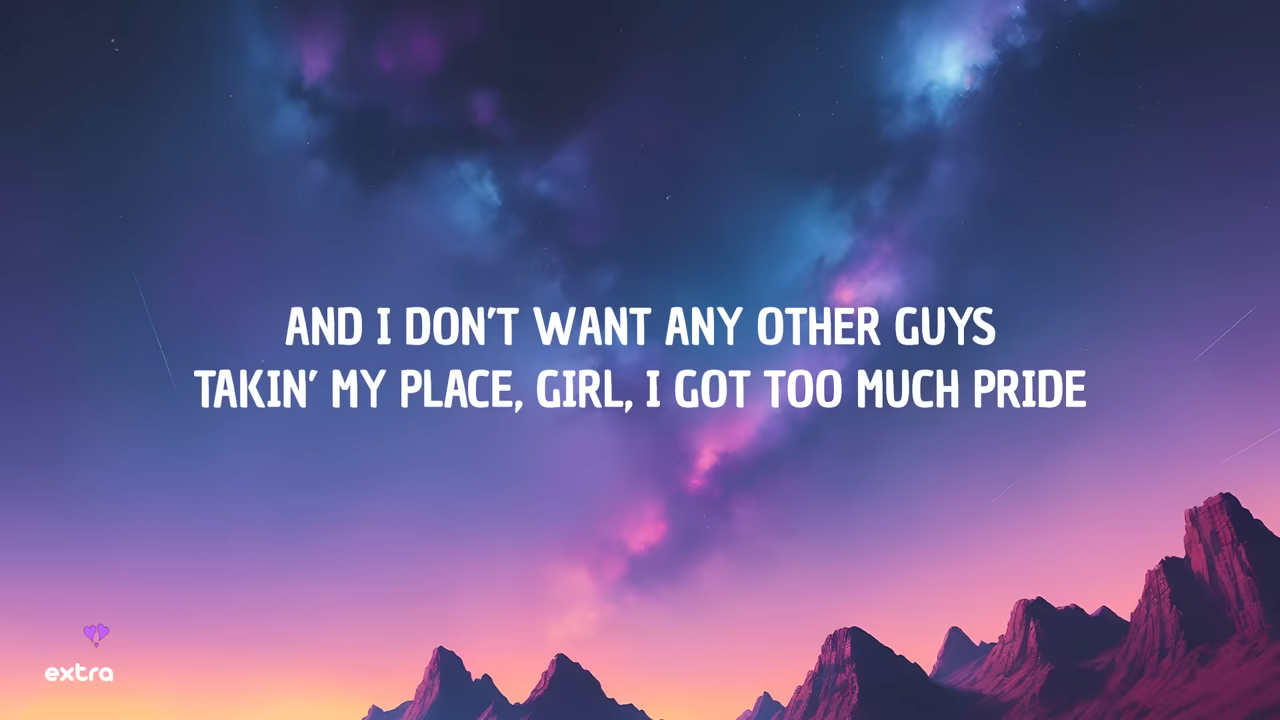 AND I DON'T WANT ANY OTHER GUYS
TAKIN' MY PLACE, GIRL, I GOT TOO MUCH PRIDE
extra